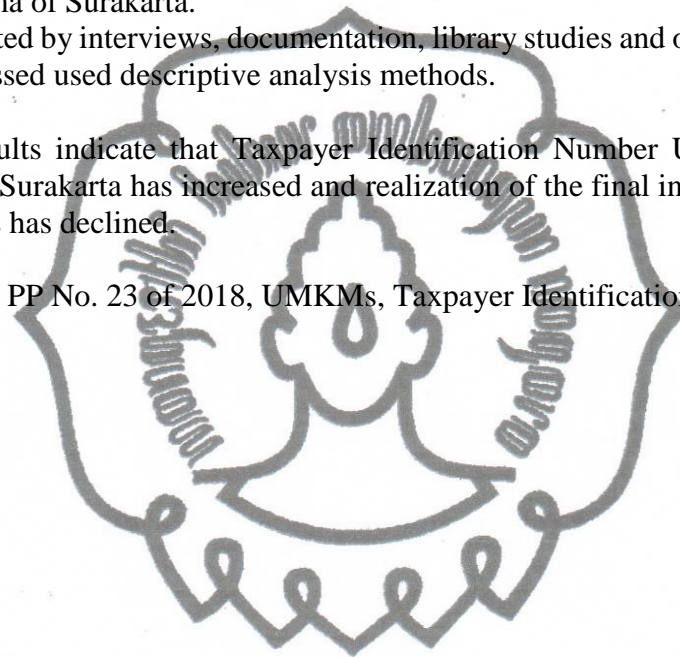 na of Surakarta.
ted by interviews, documentation, library studies and o
ssed used descriptive analysis methods.
ults indicate that Taxpayer Identification Number U
Surakarta has increased and realization of the final in
has declined.
PP No. 23 of 2018, UMKMs, Taxpayer Identification